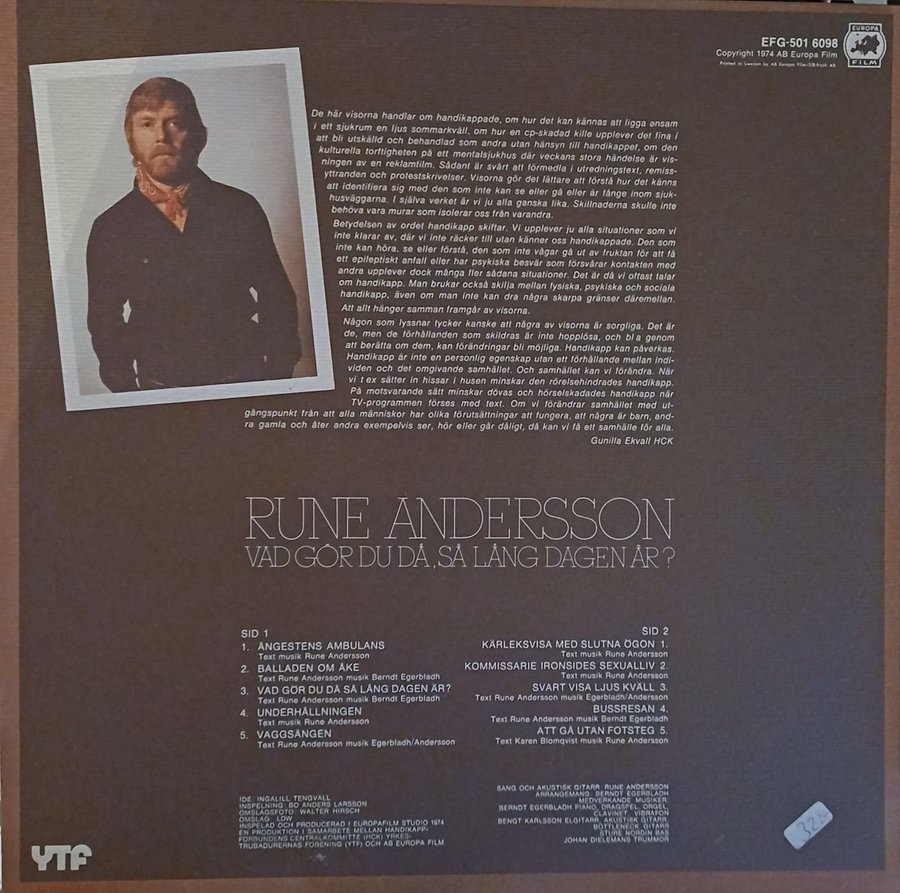 EFG-501 6098
Copyright 1974 AB Europa Film
Printed in Sweden by AB Europa Film/SIB-tryck AB
EUROPA
FILM
De här visorna handlar om handikappade, om hur det kan kännas att ligga ensam
i ett sjukrum en ljus sommarkväll, om hur en cp-skadad kille upplever det fina i
att bli utskälld och behandlad som andra utan hänsyn till handikappet, om den
kulturella torftigheten på ett mentalsjukhus där veckans stora händelse är vis-
ningen av en reklamfilm. Sådant är svårt att förmedla i utredningstext, remiss-
yttranden och protestskrivelser. Visorna gör det lättare att förstå hur det känns
att identifiera sig med den som inte kan se eller gå eller är fånge inom sjuk-
husväggarna. I själva verket är vi ju alla ganska lika. Skillnaderna skulle inte
behöva vara murar som isolerar oss från varandra.
Betydelsen av ordet handikapp skiftar. Vi upplever ju alla situationer som vi
inte klarar av, där vi inte räcker till utan känner oss handikappade. Den som
inte kan höra, se eller förstå, den som inte vågar gå ut av fruktan för att få
ett epileptiskt anfall eller har psykiska besvär som försvårar kontakten med
andra upplever dock många fler sådana situationer. Det är då vi oftast talar
om handikapp. Man brukar också skilja mellan fysiska, psykiska och sociala
handikapp, även om man inte kan dra några skarpa gränser däremellan.
Att allt hänger samman framgår av visorna.
Någon som lyssnar tycker kanske att några av visorna är sorgliga. Det är
de, men de förhållanden som skildras är inte hopplösa, och bl a genom
att berätta om dem, kan förändringar bli möjliga. Handikapp kan påverkas.
Handikapp är inte en personlig egenskap utan ett förhållande mellan indi-
viden och det omgivande samhället. Och samhället kan vi förändra. När
vi t ex sätter in hissar i husen minskar den rörelsehindrades handikapp.
På motsvarande sätt minskar dövas och hörselskadades handikapp när
TV-programmen förses med text. Om vi förändrar samhället med ut-
gångspunkt från att alla människor har olika förutsättningar att fungera, att några är barn, and-
ra gamla och åter andra exempelvis ser, hör eller går dåligt, då kan vi få ett samhälle för alla.
Gunilla Ekvall HCK
RUNE ANDERSSON
VAD GÖR DU DÅ, SÅ LÅNG DAGEN ÄR?
SID 1
1. ÅNGESTENS AMBULANS
Text musik Rune Andersson
2. BALLADEN OM ÅKE
Text Rune Andersson musik Berndt Egerbladh
3. VAD GÖR DU DÅ SÅ LÅNG DAGEN ÄR?
Text Rune Andersson musik Berndt Egerbladh
4. UNDERHÅLLNINGEN
Text musik Rune Andersson
5. VAGGSÅNGEN
Text Rune Andersson musik Egerbladh/Andersson
SID 2
KÄRLEKSVISA MED SLUTNA ÖGON 1.
Text musik Rune Andersson
KOMMISSARIE IRONSIDES SEXUALLIV 2.
Text musik Rune Andersson
SVART VISA LJUS KVÄLL 3.
Text Rune Andersson musik Egerbladh/Andersson
BUSSRESAN 4.
Text Rune Andersson musik Berndt Egerbladh
ATT GÅ UTAN FOTSTEG 5.
Text Karen Blomqvist musik Rune Andersson
IDE: INGALILL TENGVALL
INSPELNING: BO ANDERS LARSSON
OMSLAGSFOTO: WALTER HIRSCH
OMSLAG: LDW
INSPELAD OCH PRODUCERAD I EUROPAFILM STUDIO 1974
EN PRODUKTION I SAMARBETE MELLAN HANDIKAPP-
FÖRBUNDENS CENTRALKOMMITTE (HCK) YRKES-
TRUBADURERNAS FÖRENING (YTF) OCH AB EUROPA FILM
SÅNG OCH AKUSTISK GITARR: RUNE ANDERSSON
ARRANGEMANG: BERNDT EGERBLADH
MEDVERKANDE MUSIKER:
BERNDT EGERBLADH PIANO, DRAGSPEL, ORGEL,
CLAVINET, VIBRAFON
BENGT KARLSSON ELGITARR, AKUSTISK GITARR,
BOTTLENECK GITARR
STURE NORDIN BAS
JOHAN DIELEMANS TRUMMOR
YTF